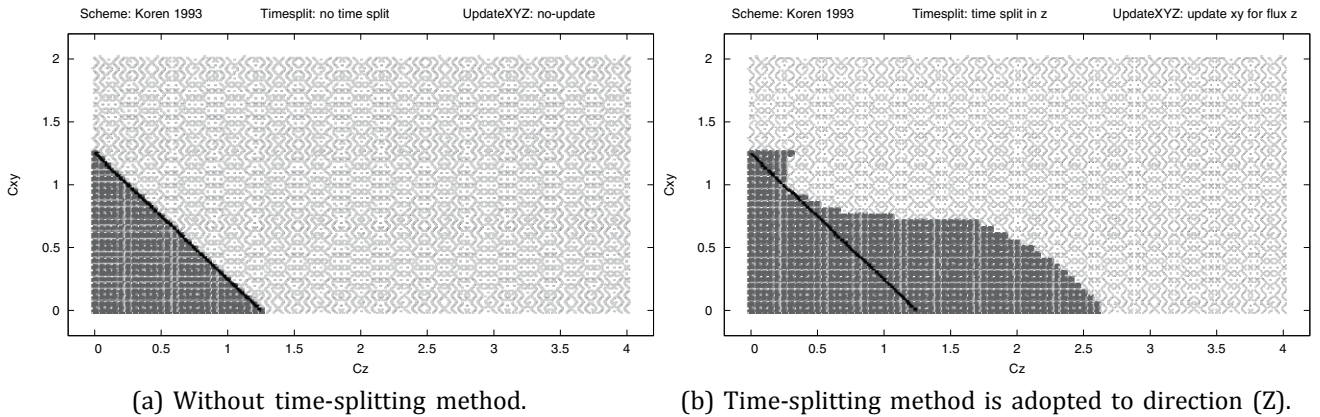 Scheme: Koren 1993 Timesplit: no time split UpdateXYZ: no-update
2
1.5
1
0.5
0
Cxy
0 0.5 1 1.5 2 2.5 3 3.5 4
Cz
(a) Without time-splitting method.
Scheme: Koren 1993 Timesplit: time split in z UpdateXYZ: update xy for flux z
2
1.5
1
0.5
0
Cxy
0 0.5 1 1.5 2 2.5 3 3.5 4
Cz
(b) Time-splitting method is adopted to direction (Z).